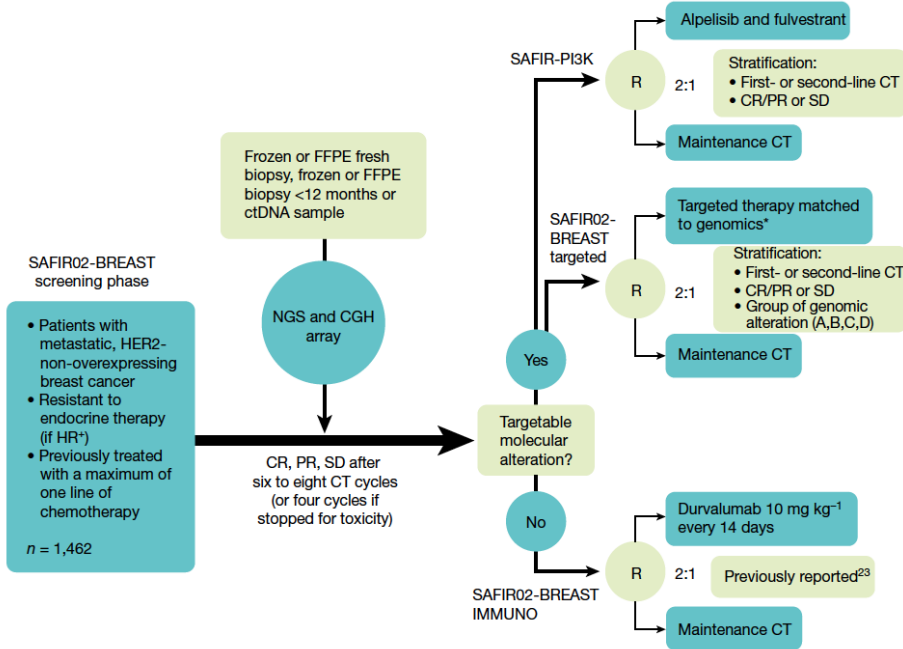 SAFIR02-BREAST
screening phase
• Patients with
metastatic, HER2-
non-overexpressing
breast cancer
• Resistant to
endocrine therapy
(if HR⁺)
• Previously treated
with a maximum of
one line of
chemotherapy
n = 1,462
Frozen or FFPE fresh
biopsy, frozen or FFPE
biopsy <12 months or
ctDNA sample
NGS and CGH
array
CR, PR, SD after
six to eight CT cycles
(or four cycles if
stopped for toxicity)
Targetable
molecular
alteration?
Yes
No
SAFIR-PI3K
R
2:1
Alpelisib and fulvestrant
Stratification:
• First- or second-line CT
• CR/PR or SD
Maintenance CT
SAFIR02-
BREAST
targeted
R
2:1
Targeted therapy matched
to genomics*
Stratification:
• First- or second-line CT
• CR/PR or SD
• Group of genomic
alteration (A,B,C,D)
Maintenance CT
SAFIR02-BREAST
IMMUNO
R
2:1
Durvalumab 10 mg kg⁻¹
every 14 days
Previously reported²³
Maintenance CT